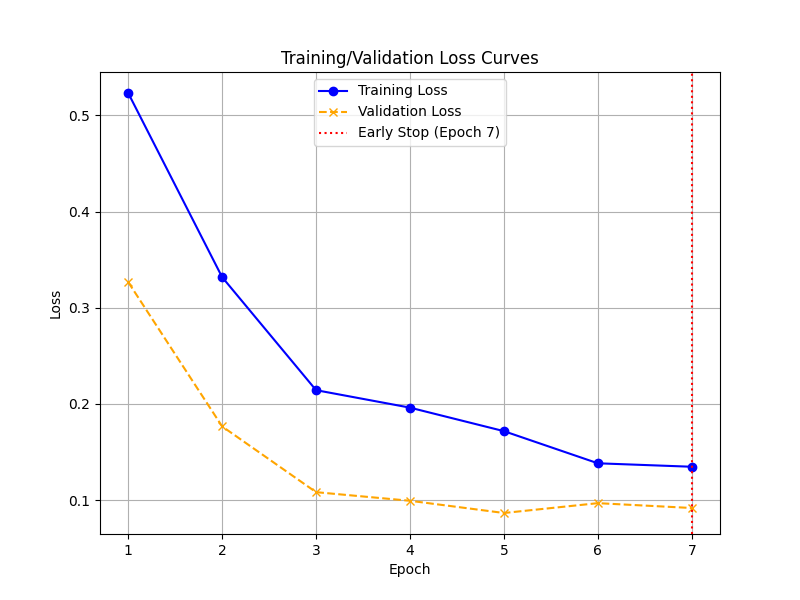 Training/Validation Loss Curves
Training Loss
Validation Loss
Early Stop (Epoch 7)
0.5
0.4
0.3
0.2
0.1
Loss
1 2 3 4 5 6 7
Epoch